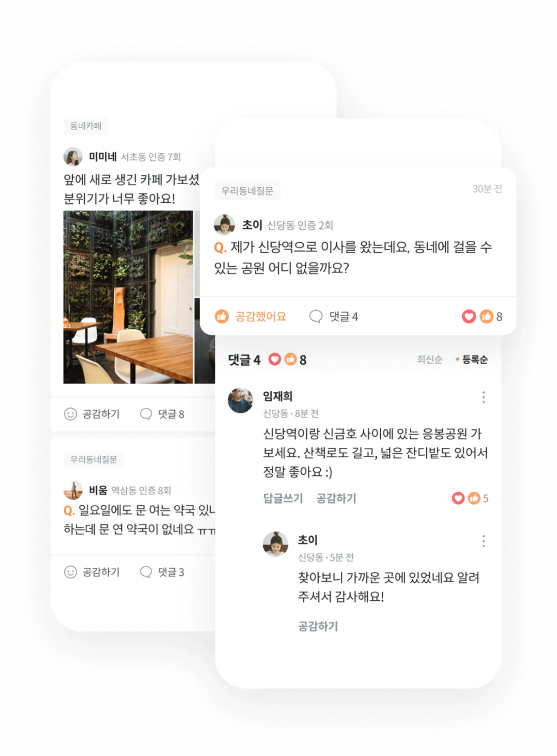 동네카페
미미네 서초동 인증 7회
앞에 새로 생긴 카페 가보셨
분위기가 너무 좋아요!
공감하기 댓글 8
우리동네질문
비움 역삼동 인증 8회
Q. 일요일에도 문 여는 약국 있
하는데 문 연 약국이 없네요 ㅠㅠ
공감하기 댓글 3
우리동네질문 30분 전
초이 신당동 인증 2회
Q. 제가 신당역으로 이사를 왔는데요, 동네에 걸을 수
있는 공원 어디 없을까요?
공감했어요 댓글 4 8
댓글 4 8 최신순 • 등록순
임재희
신당동 · 8분 전
신당역이랑 신금호 사이에 있는 응봉공원 가
보세요. 산책로도 길고, 넓은 잔디밭도 있어서
정말 좋아요 :)
답글쓰기 공감하기 5
초이
신당동 · 5분 전
찾아보니 가까운 곳에 있었네요 알려
주셔서 감사해요!
공감하기